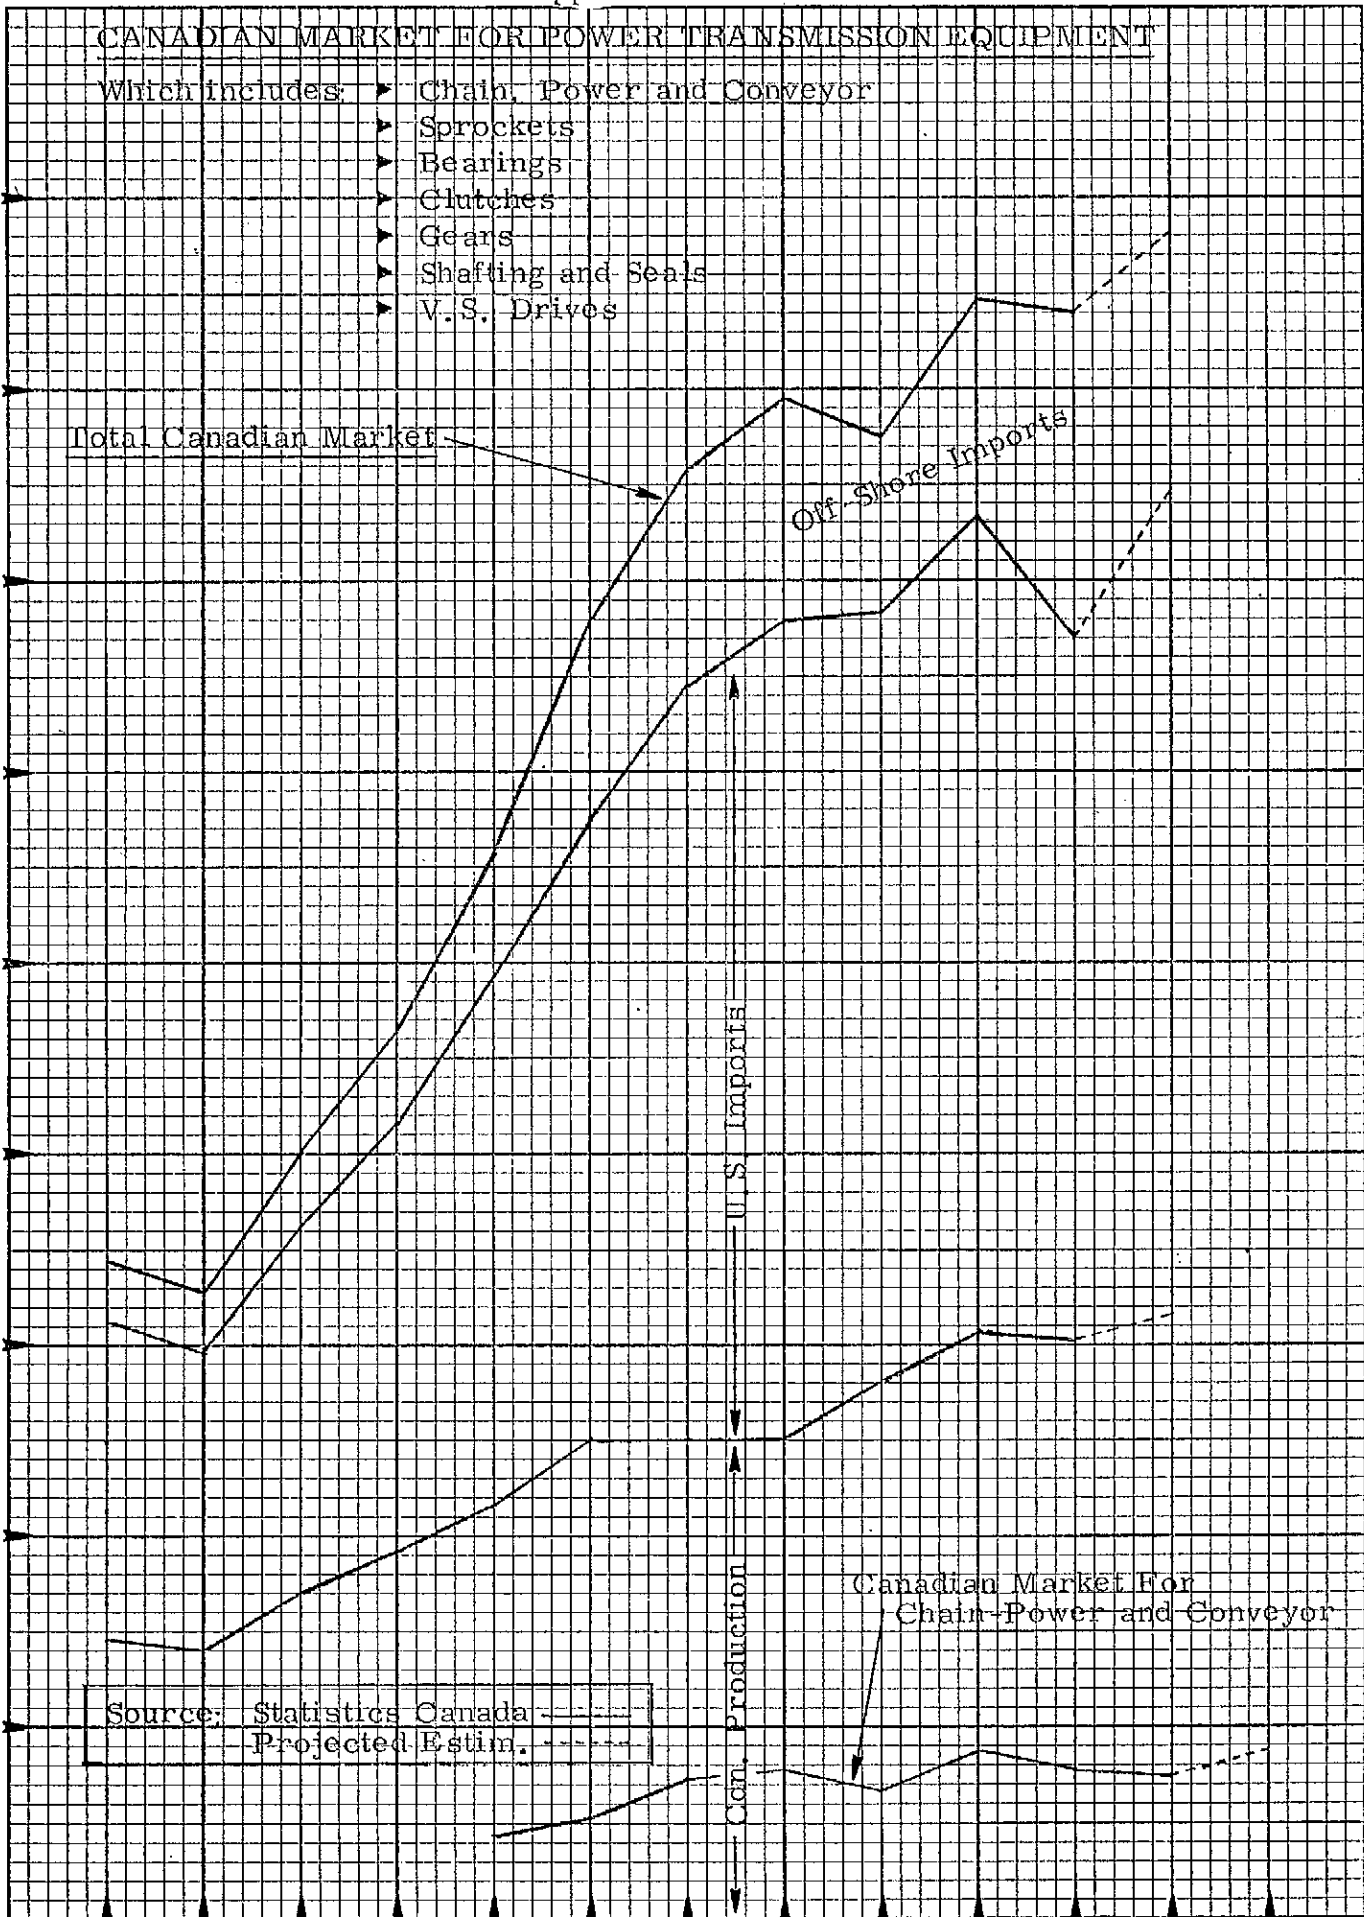 CANADIAN MARKET FOR POWER TRANSMISSION EQUIPMENT
Which includes: Chain, Power and Conveyor
Sprockets
Bearings
Clutches
Gears
Shafting and Seals
V.S. Drives
Total Canadian Market
Off-Shore Imports
U.S. Imports
Can. Production
Canadian Market For
Chain-Power and Conveyor
Source: Statistics Canada
Projected Estim.